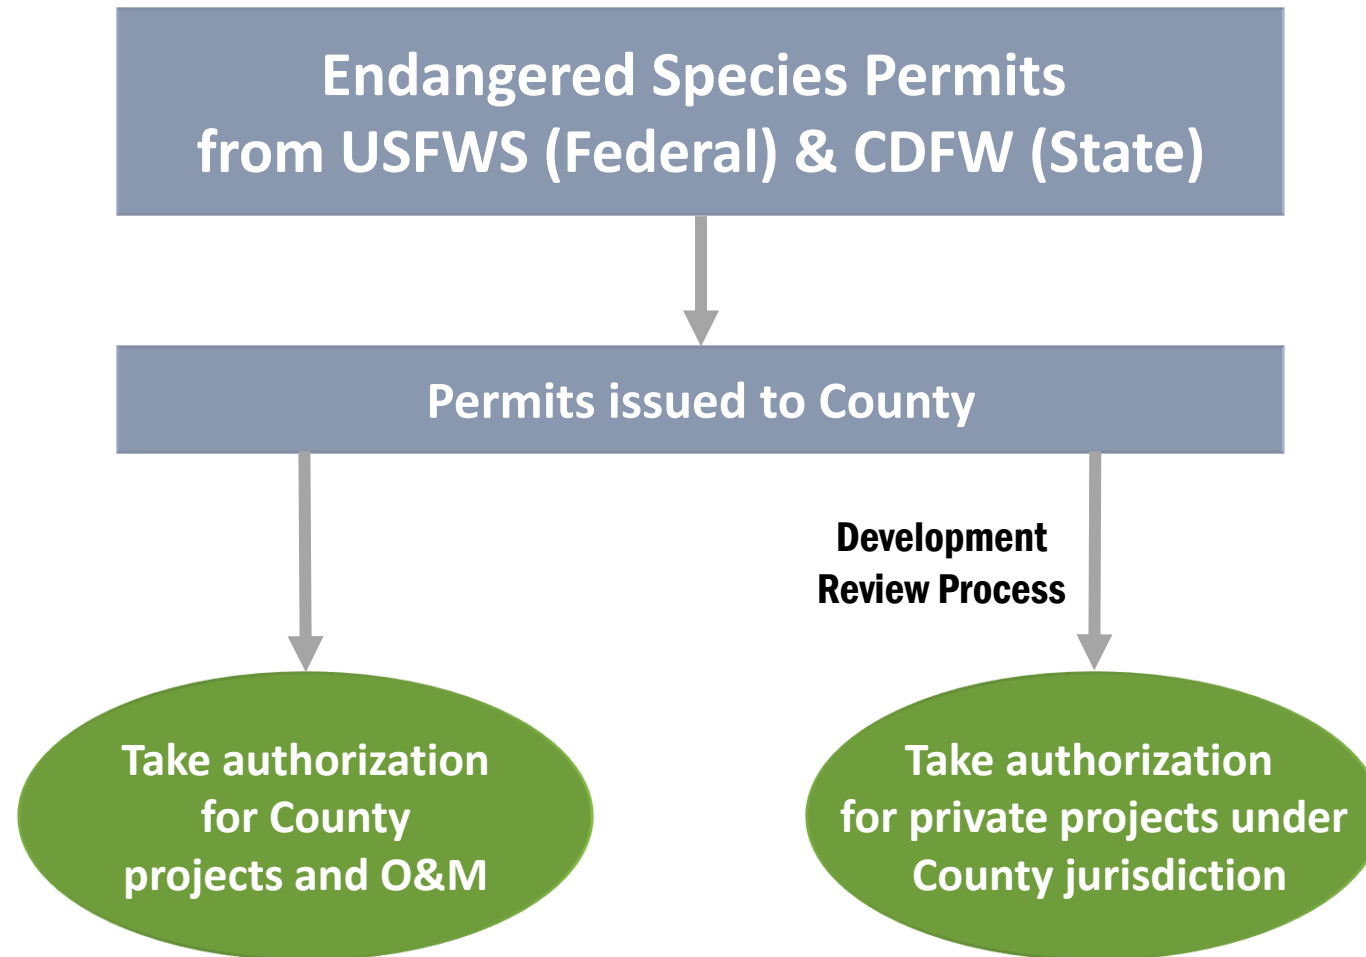 Endangered Species Permits
from USFWS (Federal) & CDFW (State)
Permits issued to County
Development
Review Process
Take authorization
for County
projects and O&M
Take authorization
for private projects under
County jurisdiction